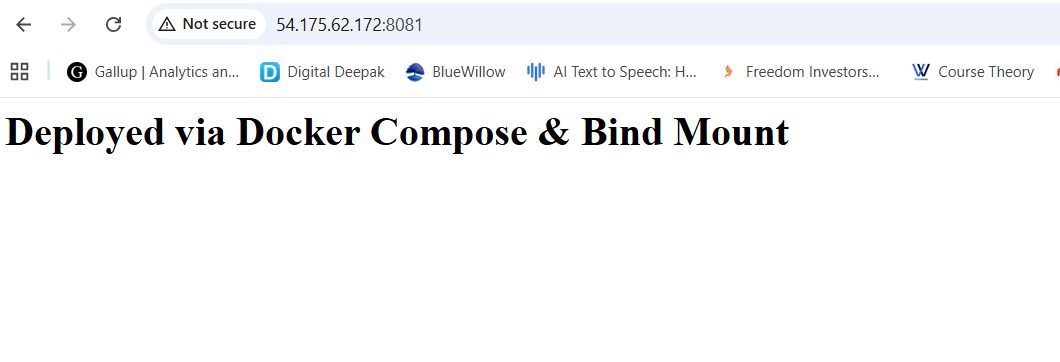 Not secure 54.175.62.172:8081
Gallup | Analytics an... Digital Deepak BlueWillow AI Text to Speech: H... Freedom Investors... Course Theory
Deployed via Docker Compose & Bind Mount